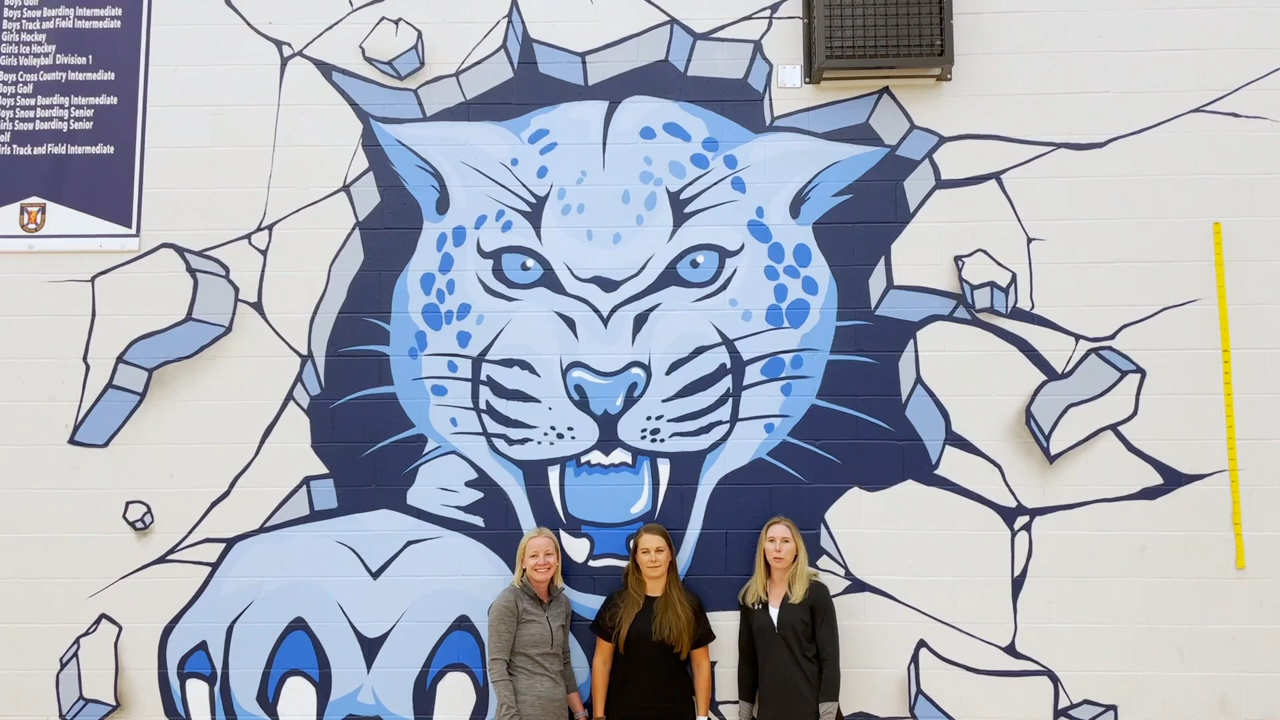 Boys Golf
Boys Snow Boarding Intermediate
Boys Track and Field Intermediate
Girls Hockey
Girls Ice Hockey
Girls Volleyball Division 1
Boys Cross Country Intermediate
Boys Golf
Boys Snow Boarding Intermediate
Boys Snow Boarding Senior
Girls Snow Boarding Senior
olf
irls Track and Field Intermediate